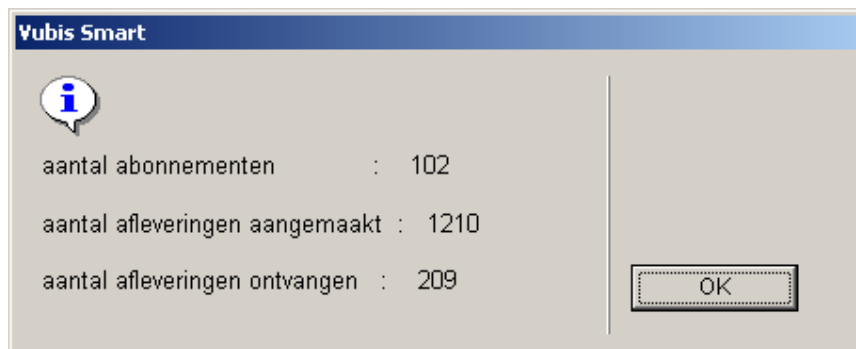 Vubis Smart
aantal abonnementen : 102
aantal afleveringen aangemaakt : 1210
aantal afleveringen ontvangen : 209
OK